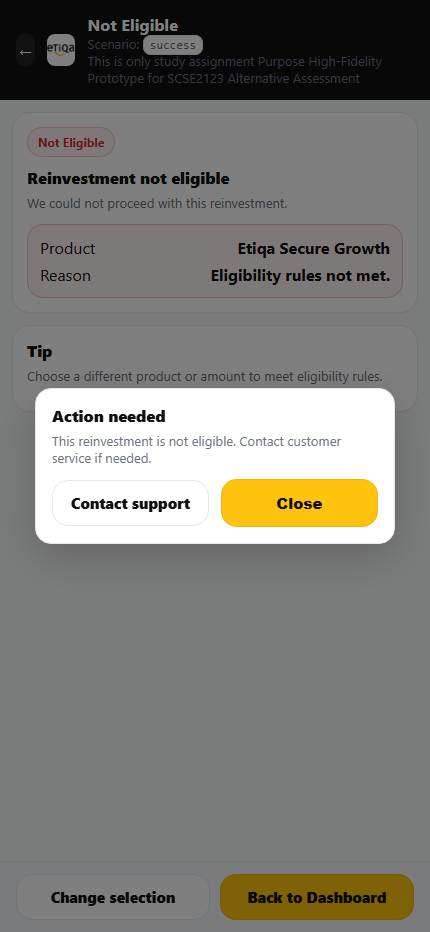 Not Eligible
←
etiqa
Scenario: success
This is only study assignment Purpose High-Fidelity
Prototype for SCSE2123 Alternative Assessment
Not Eligible
Reinvestment not eligible
We could not proceed with this reinvestment.
Product Etiqa Secure Growth
Reason Eligibility rules not met.
Tip
Choose a different product or amount to meet eligibility rules.
Action needed
This reinvestment is not eligible. Contact customer
service if needed.
Contact support Close
Change selection Back to Dashboard